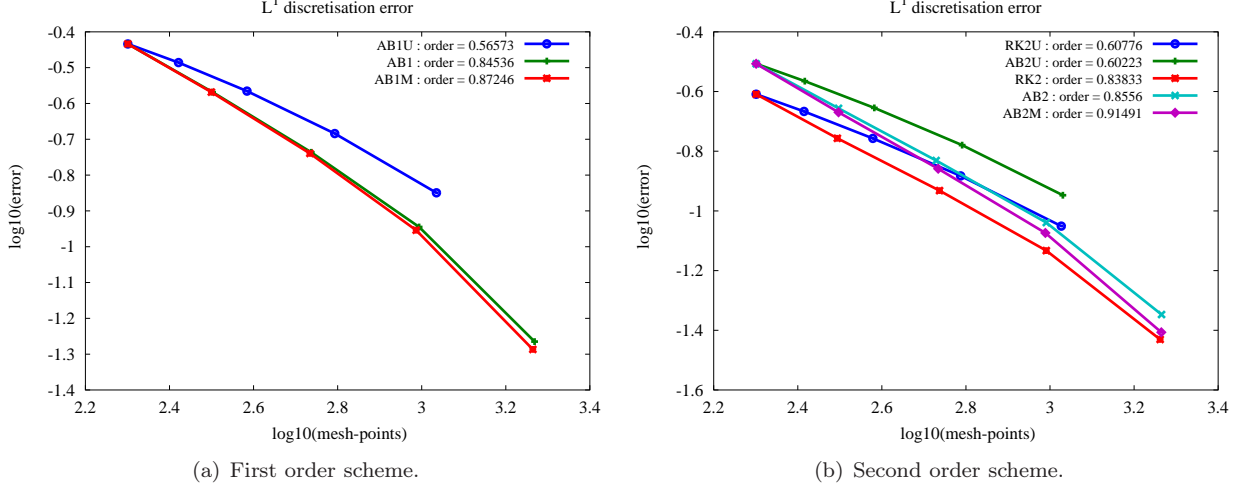 L1 discretisation error
AB1U : order = 0.56573
AB1 : order = 0.84536
AB1M : order = 0.87246
-0.4
-0.5
-0.6
-0.7
-0.8
-0.9
-1
-1.1
-1.2
-1.3
-1.4
log10(error)
2.2 2.4 2.6 2.8 3 3.2 3.4
log10(mesh-points)
(a) First order scheme.
L1 discretisation error
RK2U : order = 0.60776
AB2U : order = 0.60223
RK2 : order = 0.83833
AB2 : order = 0.8556
AB2M : order = 0.91491
-0.4
-0.6
-0.8
-1
-1.2
-1.4
-1.6
log10(error)
2.2 2.4 2.6 2.8 3 3.2 3.4
log10(mesh-points)
(b) Second order scheme.